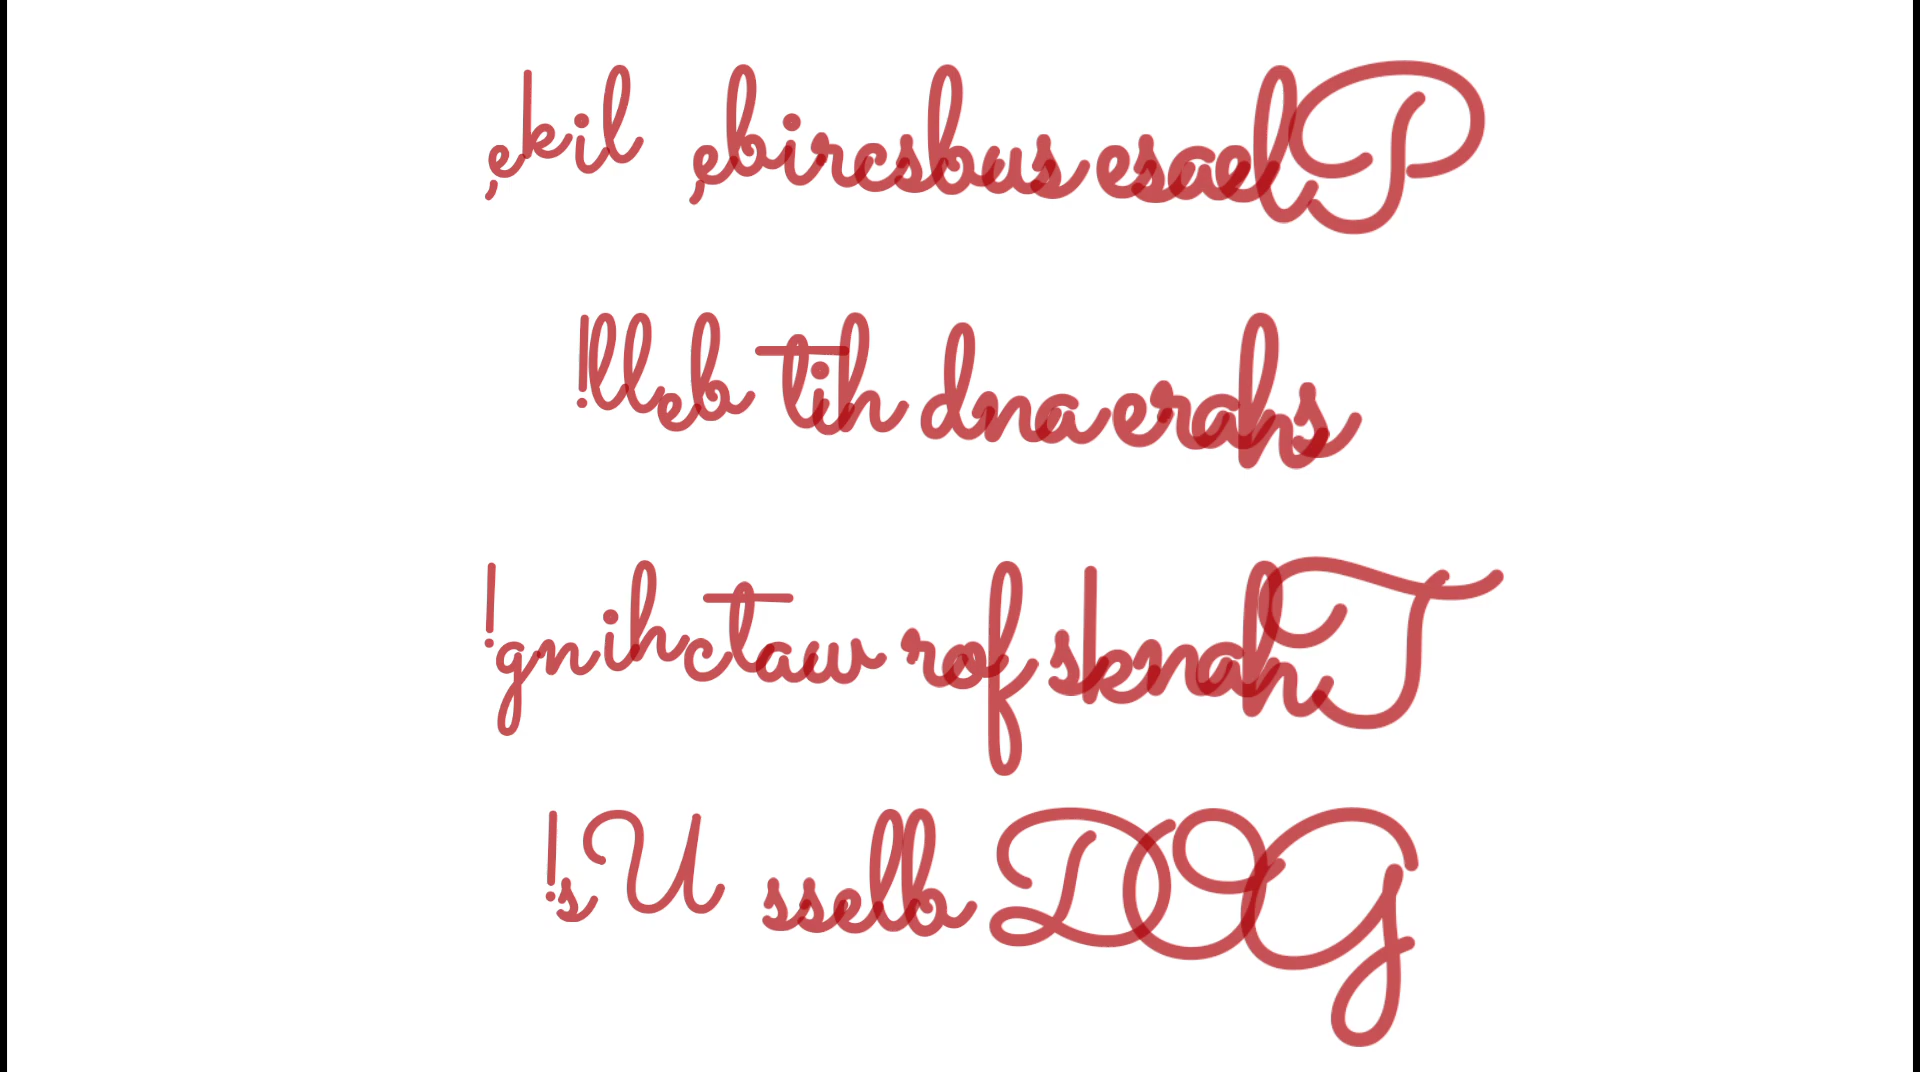 ,ekil ,ebircsbus esaelP
!lleb tih dna erahs
!gnihctaw rof sknahT
!sU sselb DOG